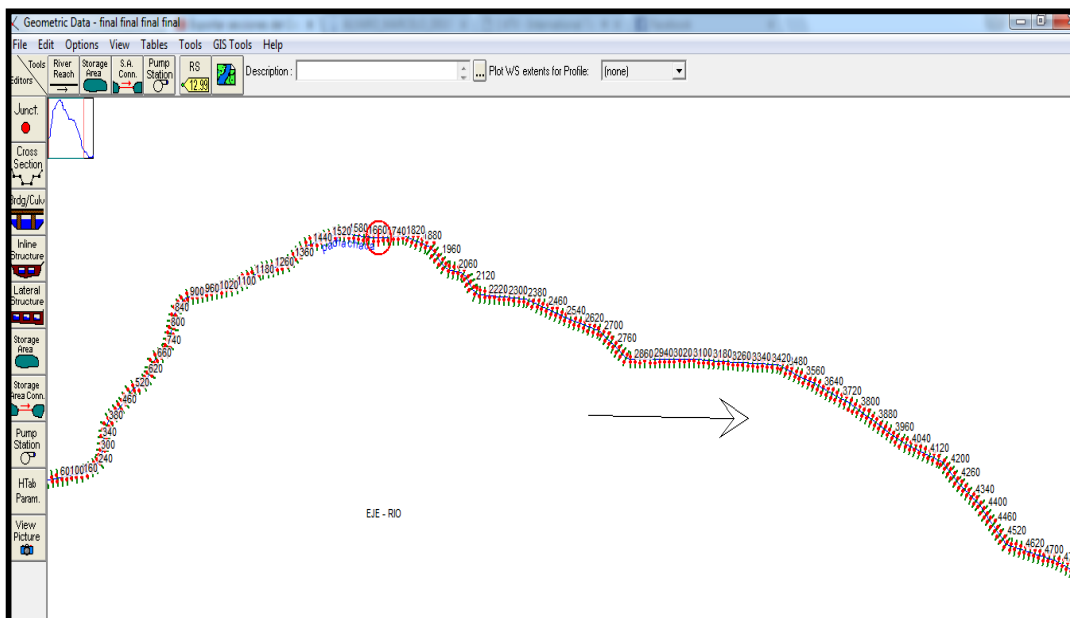 Geometric Data - final final final final
File Edit Options View Tables Tools GIS Tools Help
Tools
Editors
River Reach
Storage Area
S.A. Conn.
Pump Station
RS
12.99
Description :
...
Plot WS extents for Profile:
(none)
Junct.
Cross Section
Brdg/Culv
Inline Structure
Lateral Structure
Storage Area
Storage Area Conn.
Pump Station
HTab Param.
View Picture
60 100 160 240 300 340 380 460 520 620 660 740 800 840 900 960 1020 1100 1180 1260 1360 1440 1520 1580 1660 1740 1820 1880 1960 2060 2120 2220 2300 2380 2460 2540 2620 2700 2760 2860 2940 3020 3100 3180 3260 3340 3420 3480 3560 3640 3720 3800 3880 3960 4040 4120 4200 4260 4340 4400 4460 4520 4620 4700
EJE - RIO